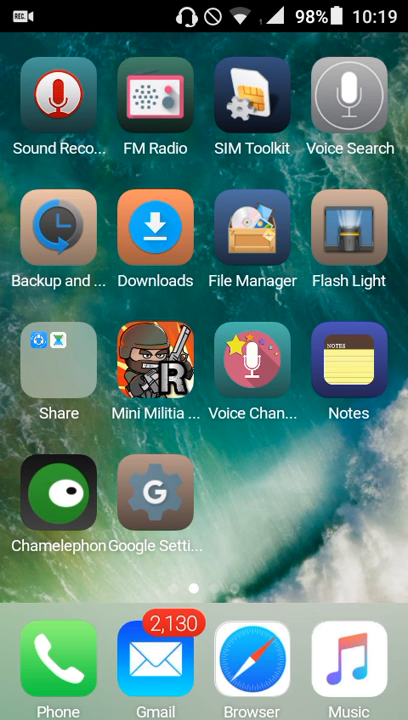 REC.
1
98%
10:19
Sound Reco...
FM Radio
SIM Toolkit
Voice Search
Backup and ...
Downloads
File Manager
Flash Light
R
NOTES
Share
Mini Militia ...
Voice Chan...
Notes
G
Chamelephon
Google Setti...
2,130
Phone
Gmail
Browser
Music